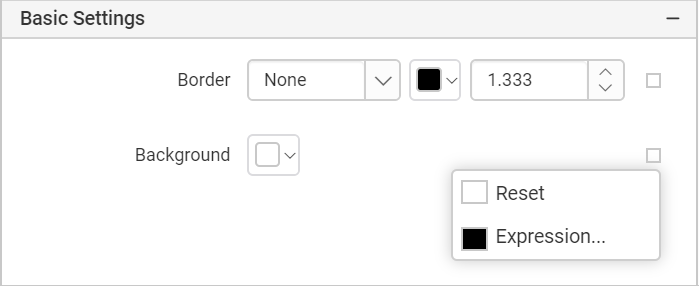 Basic Settings
Border None 1.333
Background
Reset
Expression...